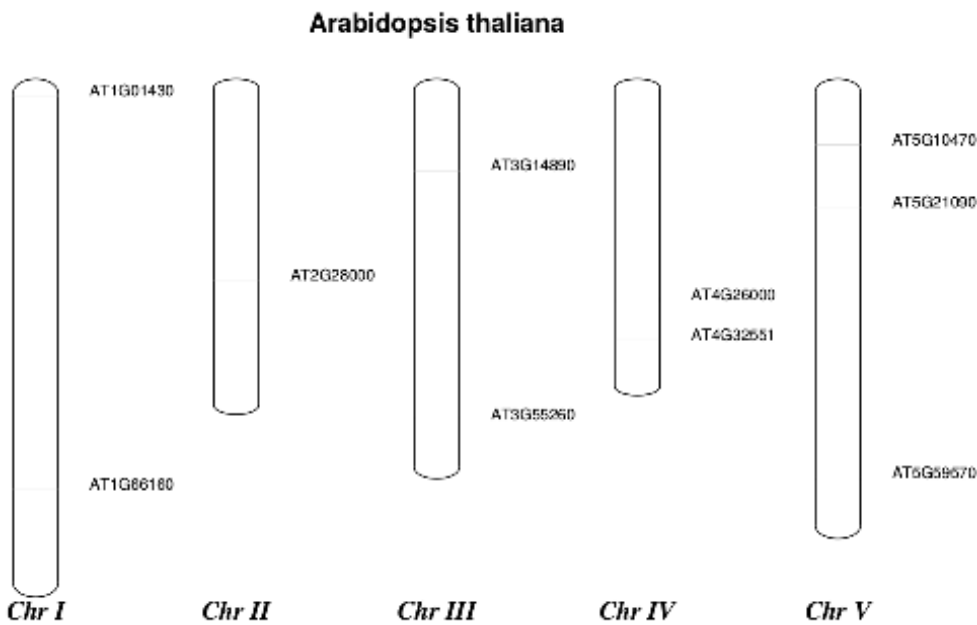 Arabidopsis thaliana
AT1G01430
AT5G10470
AT3G14890
AT5G21090
AT2G28000
AT4G26000
AT4G32551
AT3G55260
AT5G59570
AT1G66160
Chr I Chr II Chr III Chr IV Chr V